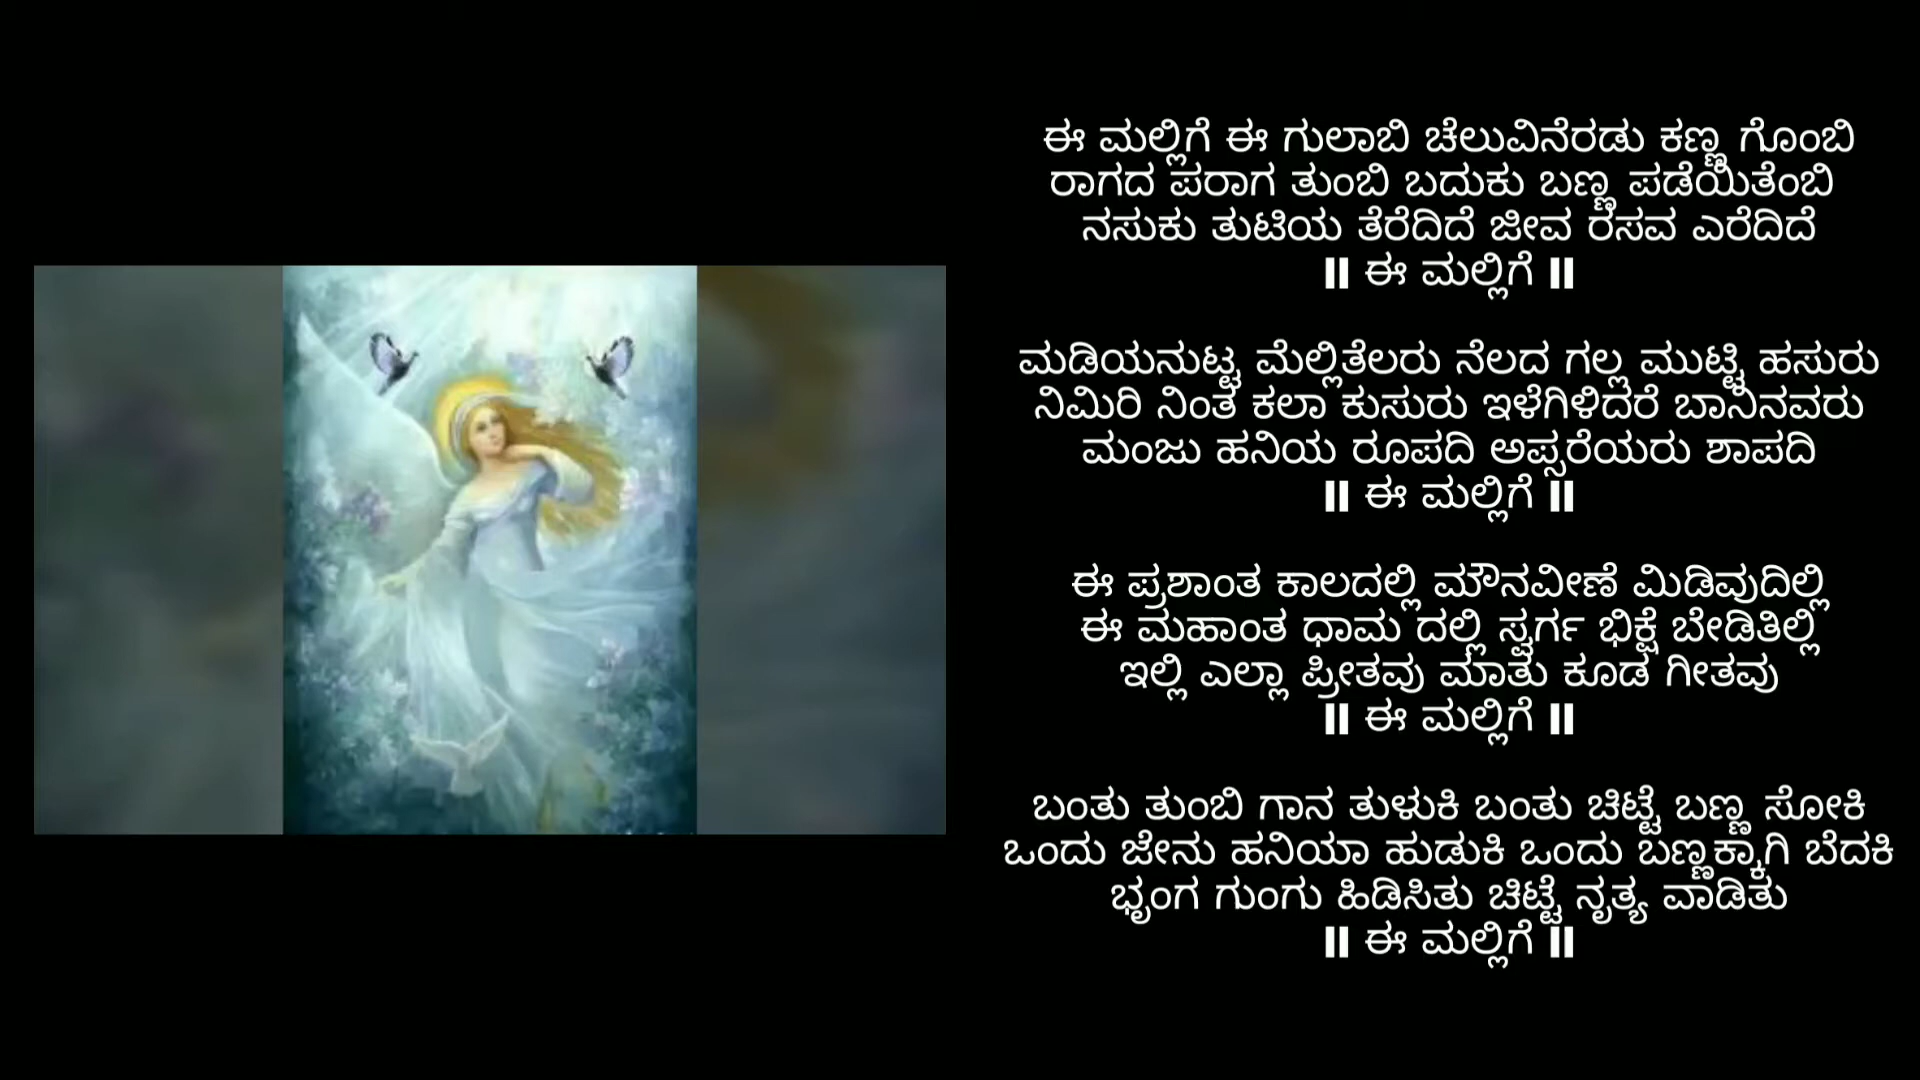 ಈ ಮಲ್ಲಿಗೆ ಈ ಗುಲಾಬಿ ಚೆಲುವಿನೆರಡು ಕಣ್ಣ ಗೊಂಬಿ
ರಾಗದ ಪರಾಗ ತುಂಬಿ ಬದುಕು ಬಣ್ಣ ಪಡೆಯಿತೆಂಬಿ
ನಸುಕು ತುಟಿಯ ತೆರೆದಿದೆ ಜೀವ ರಸವ ಎರೆದಿದೆ
|| ಈ ಮಲ್ಲಿಗೆ ||
ಮಡಿಯನುಟ್ಟ ಮೆಲ್ಲಿತೆಲರು ನೆಲದ ಗಲ್ಲ ಮುಟ್ಟಿ ಹಸುರು
ನಿಮಿರಿ ನಿಂತ ಕಲಾ ಕುಸುರು ಇಳೆಗಿಳಿದರೆ ಬಾನಿನವರು
ಮಂಜು ಹನಿಯ ರೂಪದಿ ಅಪ್ಸರೆಯರು ಶಾಪದಿ
|| ಈ ಮಲ್ಲಿಗೆ ||
ಈ ಪ್ರಶಾಂತ ಕಾಲದಲ್ಲಿ ಮೌನವೀಣೆ ಮಿಡಿವುದಿಲ್ಲಿ
ಈ ಮಹಾಂತ ಧಾಮ ದಲ್ಲಿ ಸ್ವರ್ಗ ಭಿಕ್ಷೆ ಬೇಡಿತಿಲ್ಲಿ
ಇಲ್ಲಿ ಎಲ್ಲಾ ಪ್ರೀತವು ಮಾತು ಕೂಡ ಗೀತವು
|| ಈ ಮಲ್ಲಿಗೆ ||
ಬಂತು ತುಂಬಿ ಗಾನ ತುಳುಕಿ ಬಂತು ಚಿಟ್ಟೆ ಬಣ್ಣ ಸೋಕಿ
ಒಂದು ಜೇನು ಹನಿಯಾ ಹುಡುಕಿ ಒಂದು ಬಣ್ಣಕ್ಕಾಗಿ ಬೆದಕಿ
ಭೃಂಗ ಗುಂಗು ಹಿಡಿಸಿತು ಚಿಟ್ಟೆ ನೃತ್ಯ ವಾಡಿತು
|| ಈ ಮಲ್ಲಿಗೆ ||